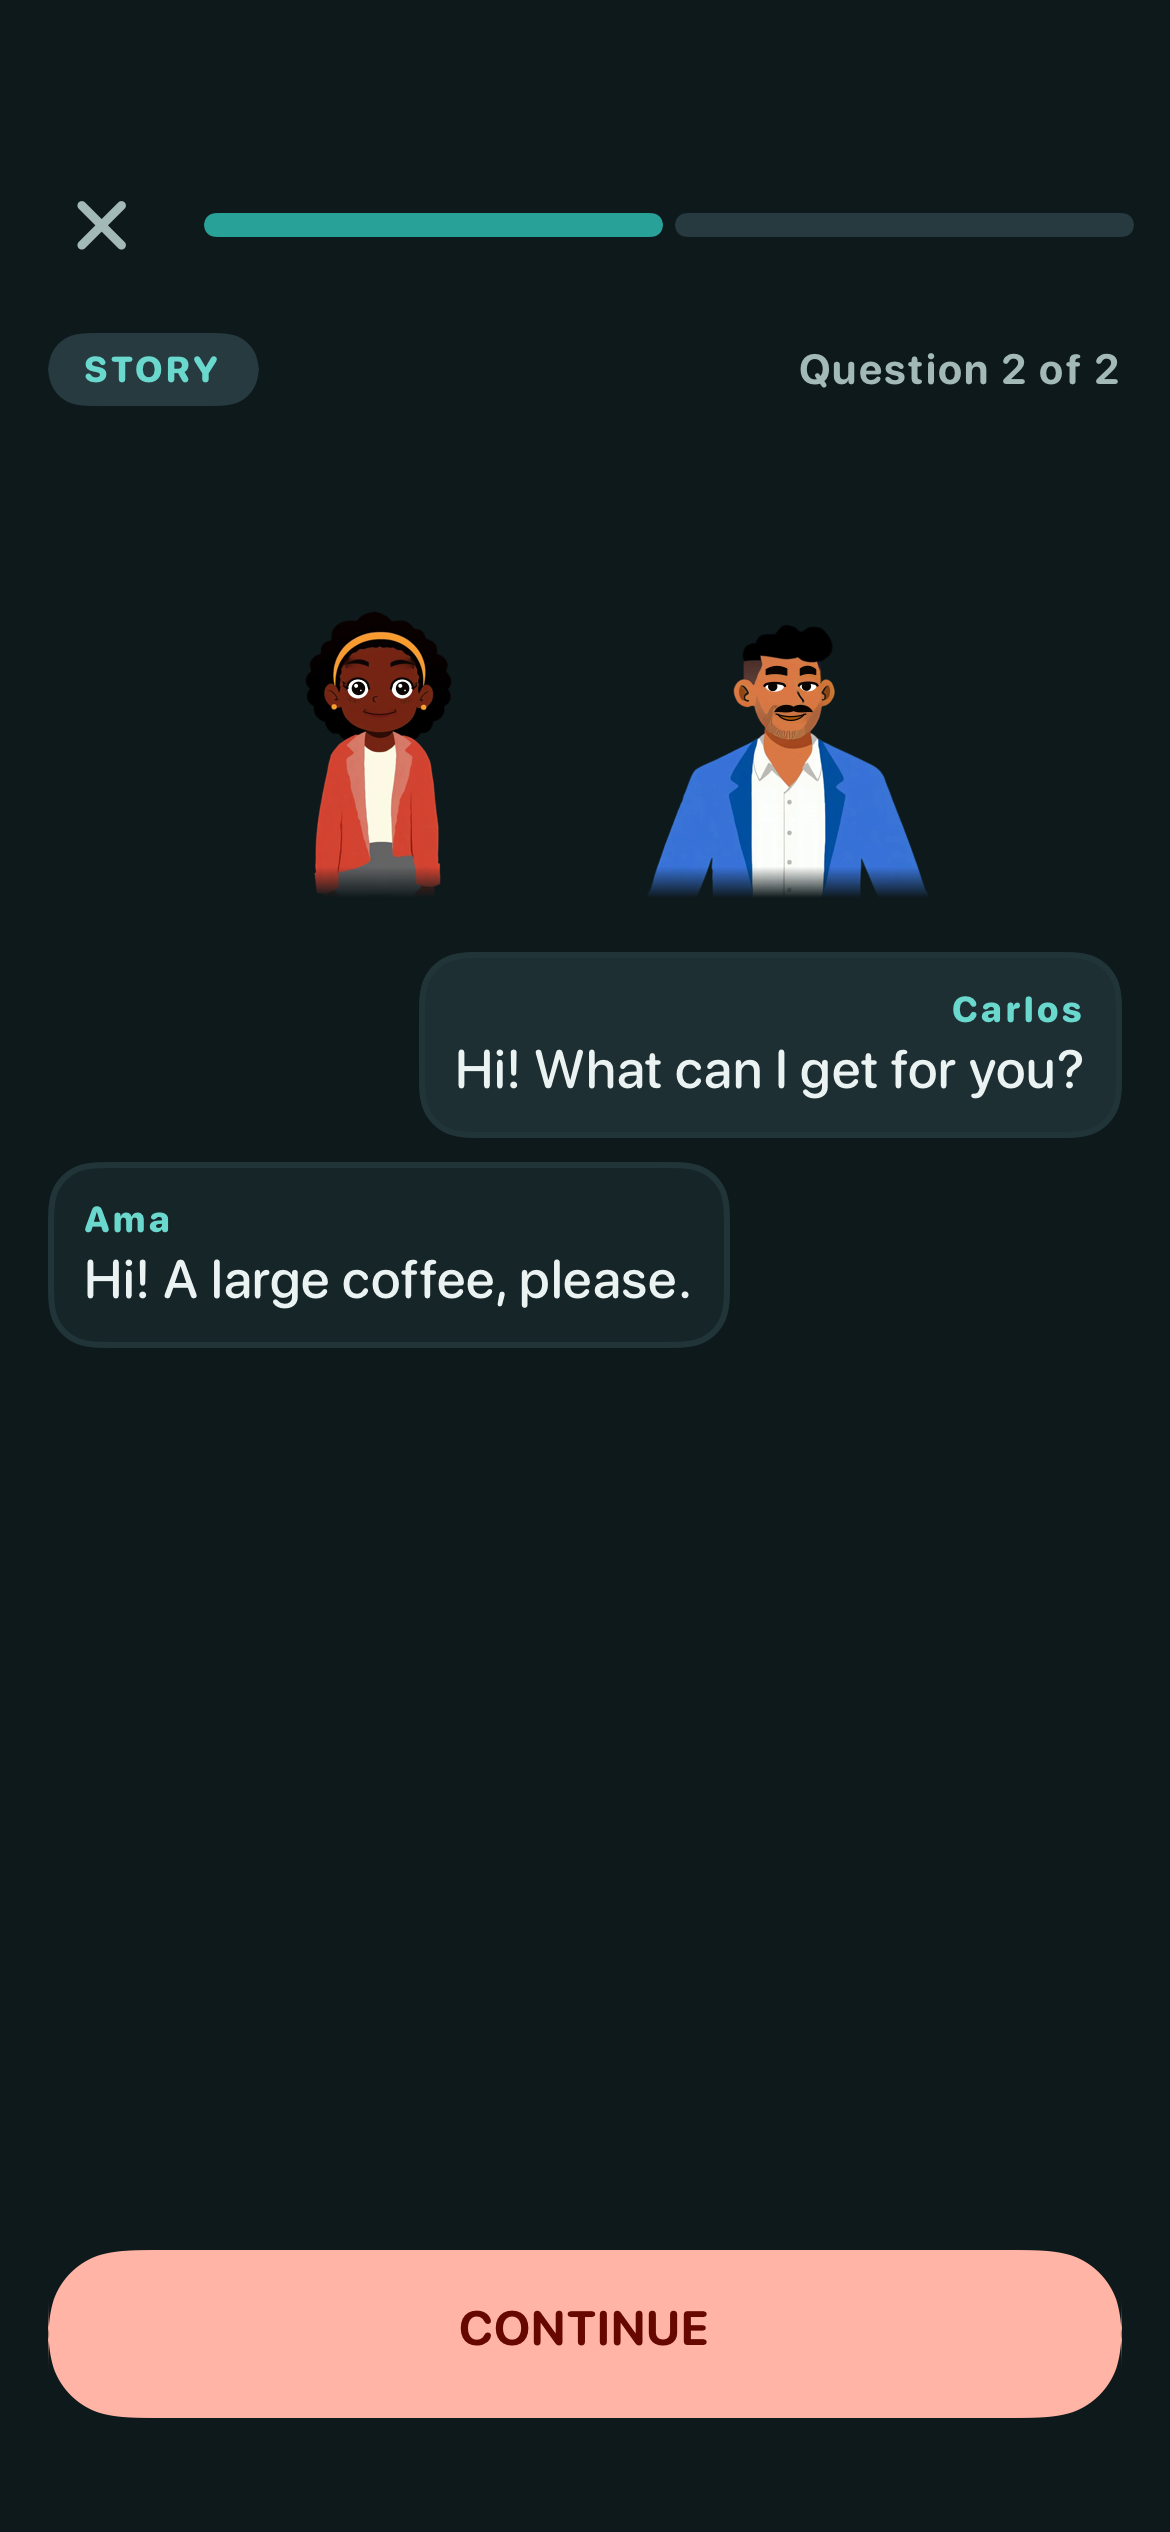 STORY
Question 2 of 2
Carlos
Hi! What can I get for you?
Ama
Hi! A large coffee, please.
CONTINUE